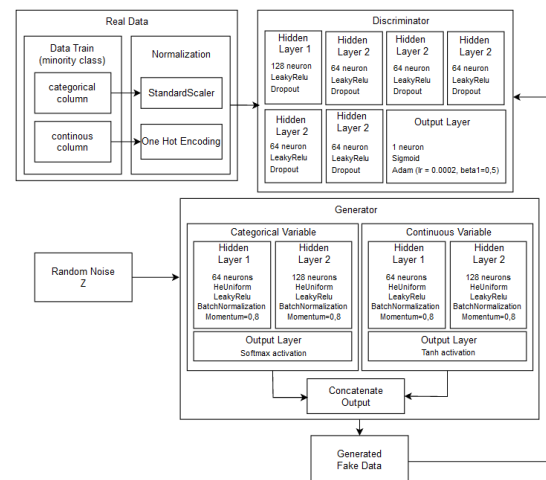 Real Data
Data Train
(minority class)
categorical
column
continous
column
Normalization
StandardScaler
One Hot Encoding
Discriminator
Hidden
Layer 1
128 neuron
LeakyRelu
Dropout
Hidden
Layer 2
64 neuron
LeakyRelu
Dropout
Hidden
Layer 2
64 neuron
LeakyRelu
Dropout
Hidden
Layer 2
64 neuron
LeakyRelu
Dropout
Hidden
Layer 2
64 neuron
LeakyRelu
Dropout
Hidden
Layer 2
64 neuron
LeakyRelu
Dropout
Output Layer
1 neuron
Sigmoid
Adam (lr = 0.0002, beta1=0,5)
Random Noise
Z
Generator
Categorical Variable
Hidden
Layer 1
64 neurons
HeUniform
LeakyRelu
BatchNormalization
Momentum=0,8
Hidden
Layer 2
128 neurons
HeUniform
LeakyRelu
BatchNormalization
Momentum=0,8
Output Layer
Softmax activation
Continuous Variable
Hidden
Layer 1
64 neurons
HeUniform
LeakyRelu
BatchNormalization
Momentum=0,8
Hidden
Layer 2
128 neurons
HeUniform
LeakyRelu
BatchNormalization
Momentum=0,8
Output Layer
Tanh activation
Concatenate
Output
Generated
Fake Data